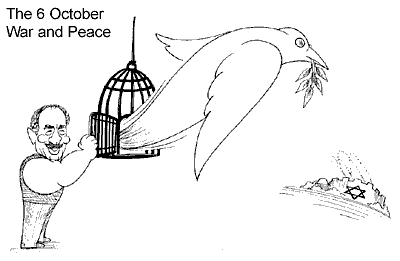 The 6 October
War and Peace